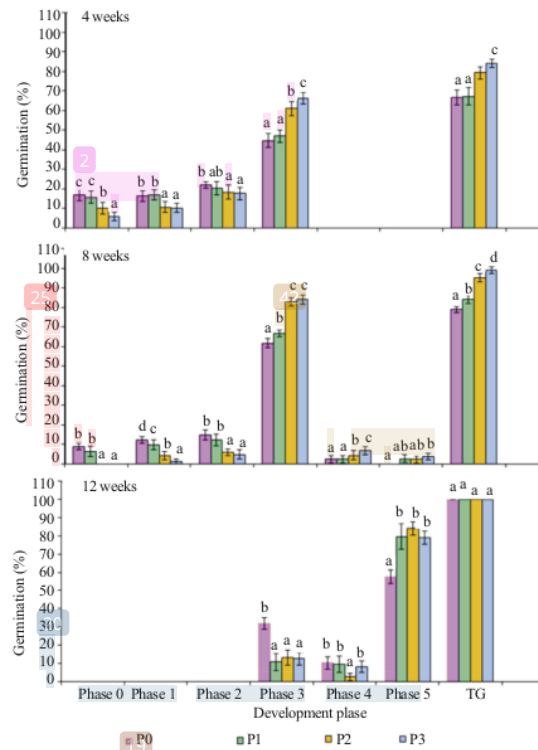 4 weeks
Germination (%)
110
100
90
80
70
60
50
40
30
20
10
0
2
c c b a
b b a a
b ab a a
a a b c
a a c
8 weeks
Germination (%)
110
100
90
80
70
60
50
40
30
20
10
0
25
b b a a
d c b a
b b a a
a b c c
a a b c
a ab ab b
a b c d
12 weeks
Germination (%)
110
100
90
80
70
60
50
40
30
20
10
0
b a a a
b b a b
a b b b
a a a a
Phase 0 Phase 1 Phase 2 Phase 3 Phase 4 Phase 5 TG
Development plase
P0 P1 P2 P3